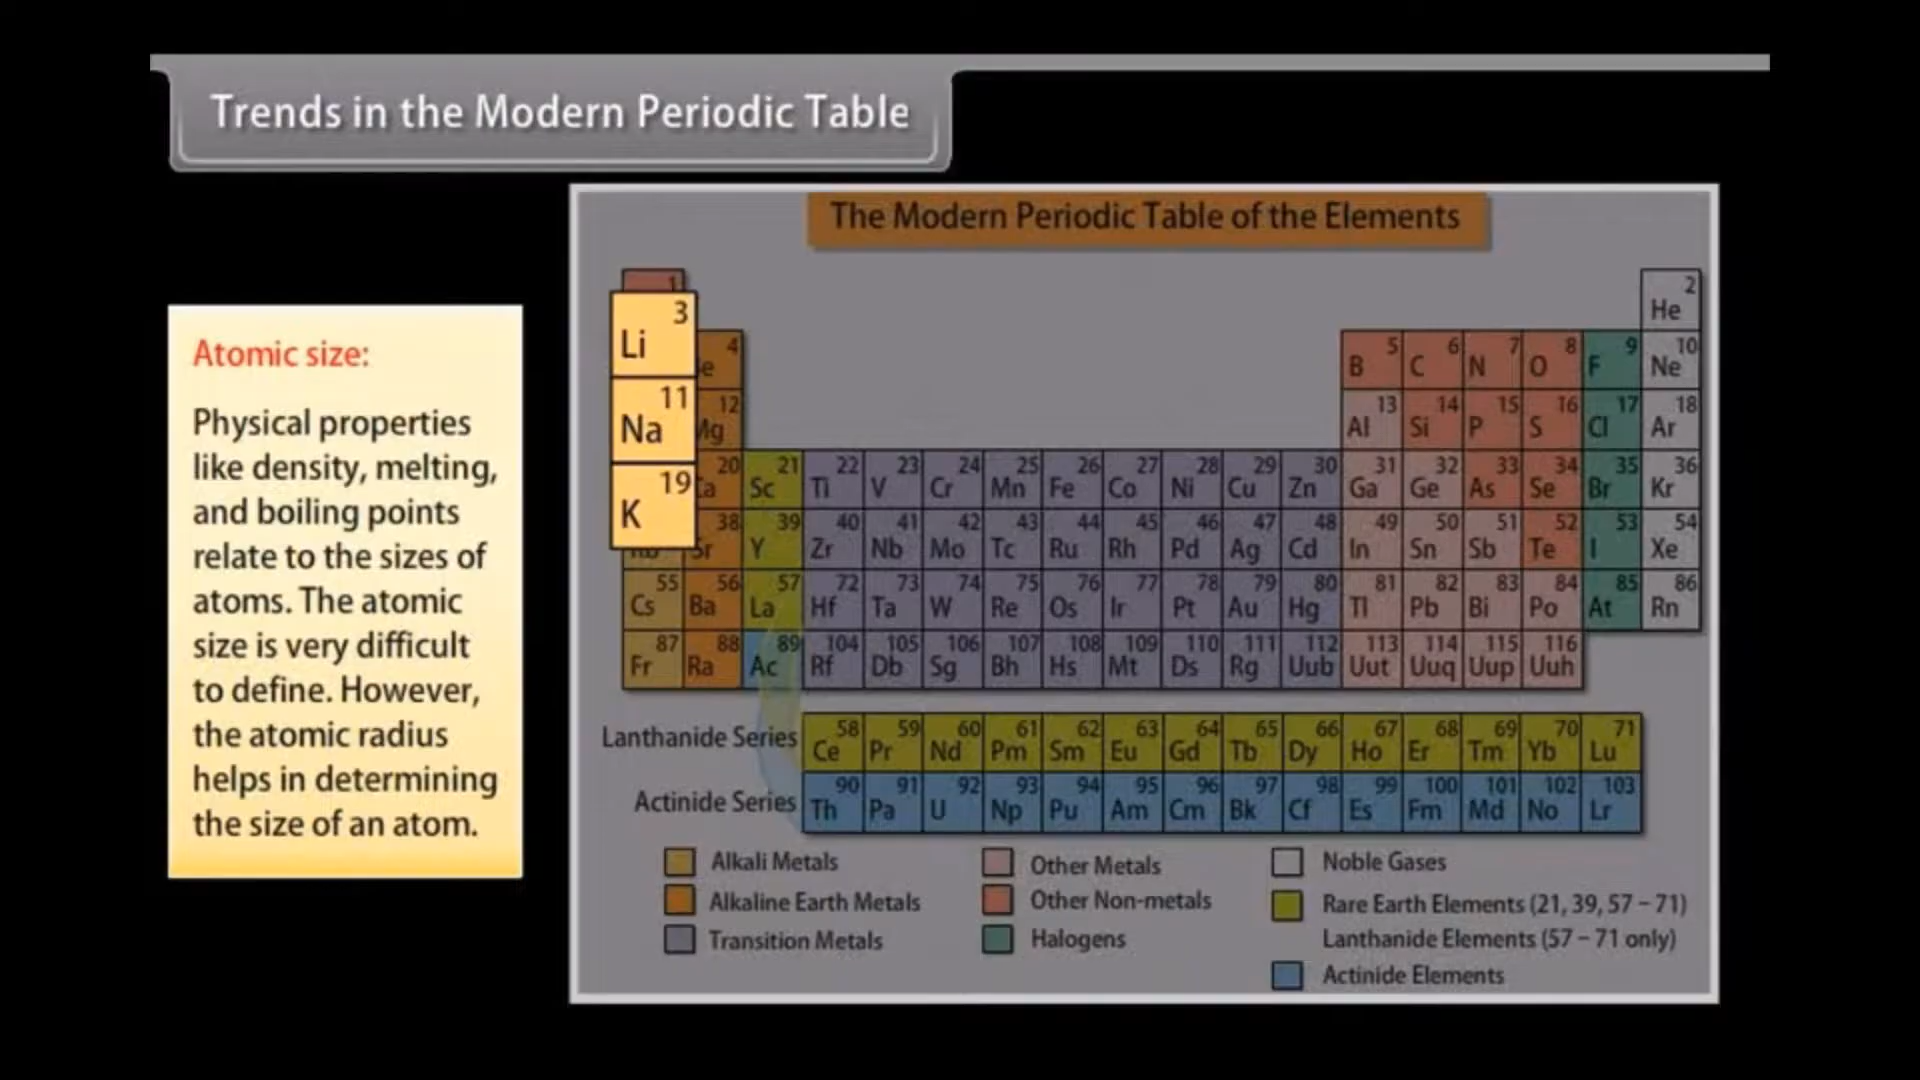 Trends in the Modern Periodic Table
The Modern Periodic Table of the Elements
Atomic size:
Physical properties
like density, melting,
and boiling points
relate to the sizes of
atoms. The atomic
size is very difficult
to define. However,
the atomic radius
helps in determining
the size of an atom.
1 2
He
3
Li
4 5 6 7 8 9 10
e B C N O F Ne
11
Na
12 13 14 15 16 17 18
Mg Al Si P S Cl Ar
19 20 21 22 23 24 25 26 27 28 29 30 31 32 33 34 35 36
K Ca Sc Ti V Cr Mn Fe Co Ni Cu Zn Ga Ge As Se Br Kr
38 39 40 41 42 43 44 45 46 47 48 49 50 51 52 53 54
Rb Sr Y Zr Nb Mo Tc Ru Rh Pd Ag Cd In Sn Sb Te I Xe
55 56 57 72 73 74 75 76 77 78 79 80 81 82 83 84 85 86
Cs Ba La Hf Ta W Re Os Ir Pt Au Hg Tl Pb Bi Po At Rn
87 88 89 104 105 106 107 108 109 110 111 112 113 114 115 116
Fr Ra Ac Rf Db Sg Bh Hs Mt Ds Rg Uub Uut Uuq Uup Uuh
58 59 60 61 62 63 64 65 66 67 68 69 70 71
Lanthanide Series Ce Pr Nd Pm Sm Eu Gd Tb Dy Ho Er Tm Yb Lu
90 91 92 93 94 95 96 97 98 99 100 101 102 103
Actinide Series Th Pa U Np Pu Am Cm Bk Cf Es Fm Md No Lr
Alkali Metals
Alkaline Earth Metals
Transition Metals
Other Metals
Other Non-metals
Halogens
Noble Gases
Rare Earth Elements (21, 39, 57 – 71)
Lanthanide Elements (57 – 71 only)
Actinide Elements